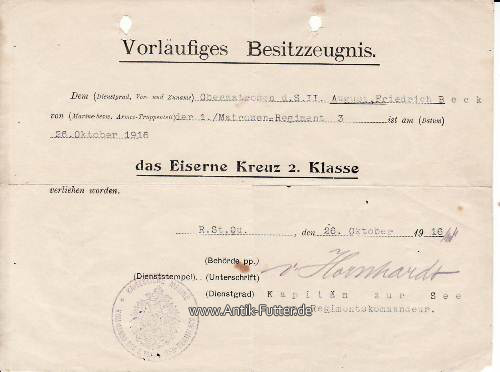 Vorläufiges Besitzzeugnis.
Dem (Dienstgrad, Vor- und Zuname) Obermatrosen d.S.II. August Friedrich Beck
von (Marine- bezw. Armee-Truppenteil) der 1./Matrosen-Regiment 3 ist am (Datum)
26.Oktober 1916
das Eiserne Kreuz 2. Klasse
verliehen worden.
R.St.Qu., den 26. Oktober 1916
(Behörde pp.)
(Dienststempel.) (Unterschrift)
(Dienstgrad) Kapitän zur See
Regimentskommandeur.
www.Antik-Futter.de
KAISERLICHE MARINE